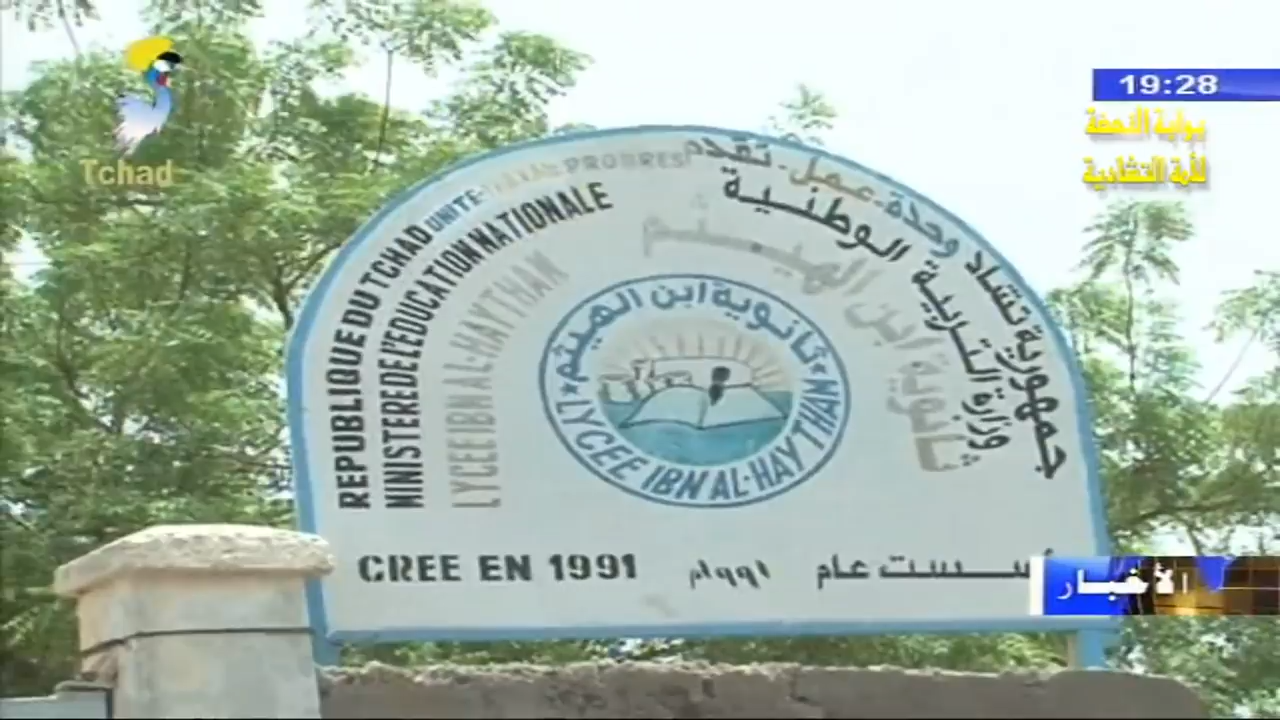 Tchad
19:28
بوابة النهضة
للأمة التشادية
REPUBLIQUE DU TCHAD
UNITE-TRAVAIL-PROGRES
MINISTERE DE L'EDUCATION NATIONALE
LYCEE IBN AL-HAYTHAM
جمهورية تشاد
وحدة-عمل-تقدم
وزارة التربية الوطنية
ثانوية ابن الهيثم
ثانوية ابن الهيثم
LYCEE IBN AL-HAYTHAM
CREE EN 1991
أسست عام ١٩٩١م
الأخبار